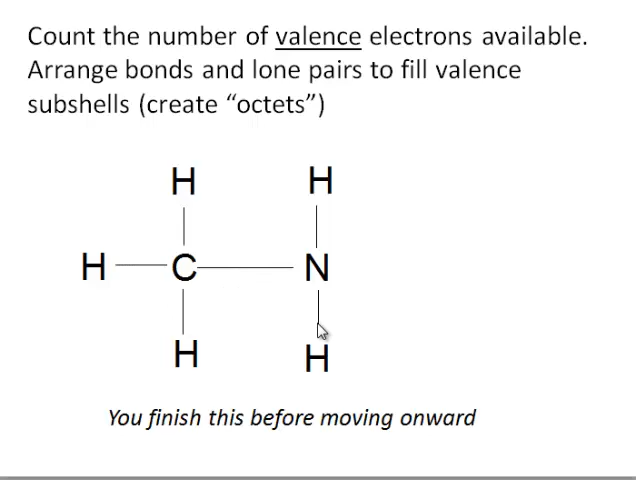 Count the number of valence electrons available.
Arrange bonds and lone pairs to fill valence
subshells (create “octets”)
H H
H C N
H H
You finish this before moving onward